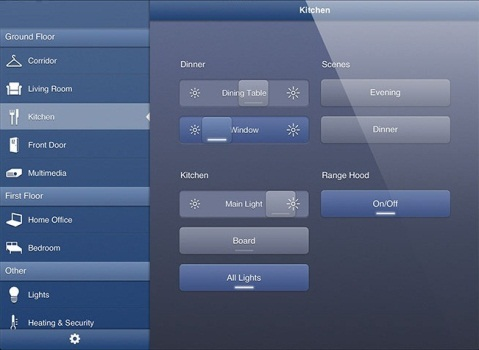 Kitchen
Ground Floor
Corridor
Living Room
Kitchen
Front Door
Multimedia
First Floor
Home Office
Bedroom
Other
Lights
Heating & Security
Dinner
Dining Table
Window
Kitchen
Main Light
Board
All Lights
Scenes
Evening
Dinner
Range Hood
On/Off